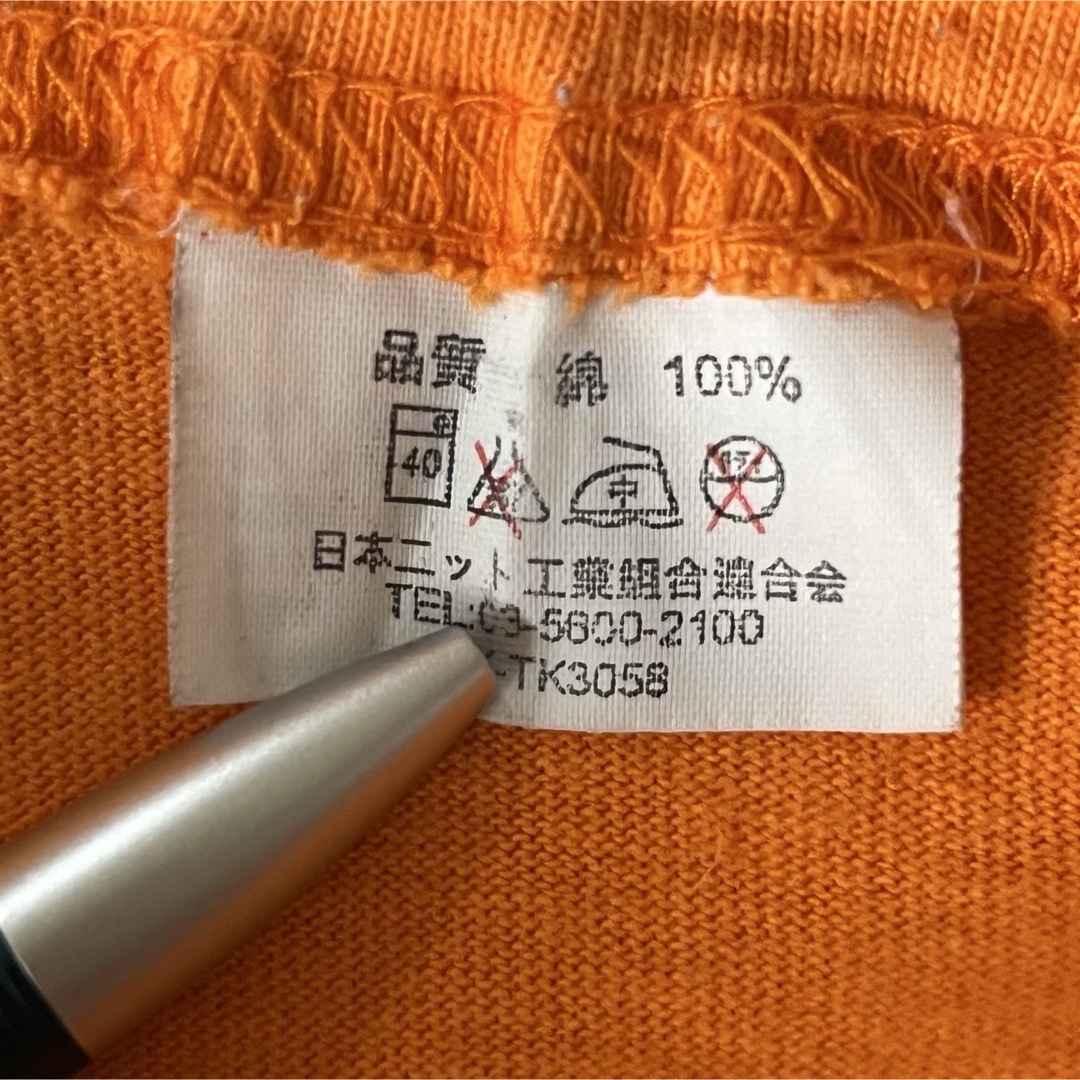 品質 綿 100%
40 中
日本ニット工業組合連合会
TEL:03-5600-2100
TK3058